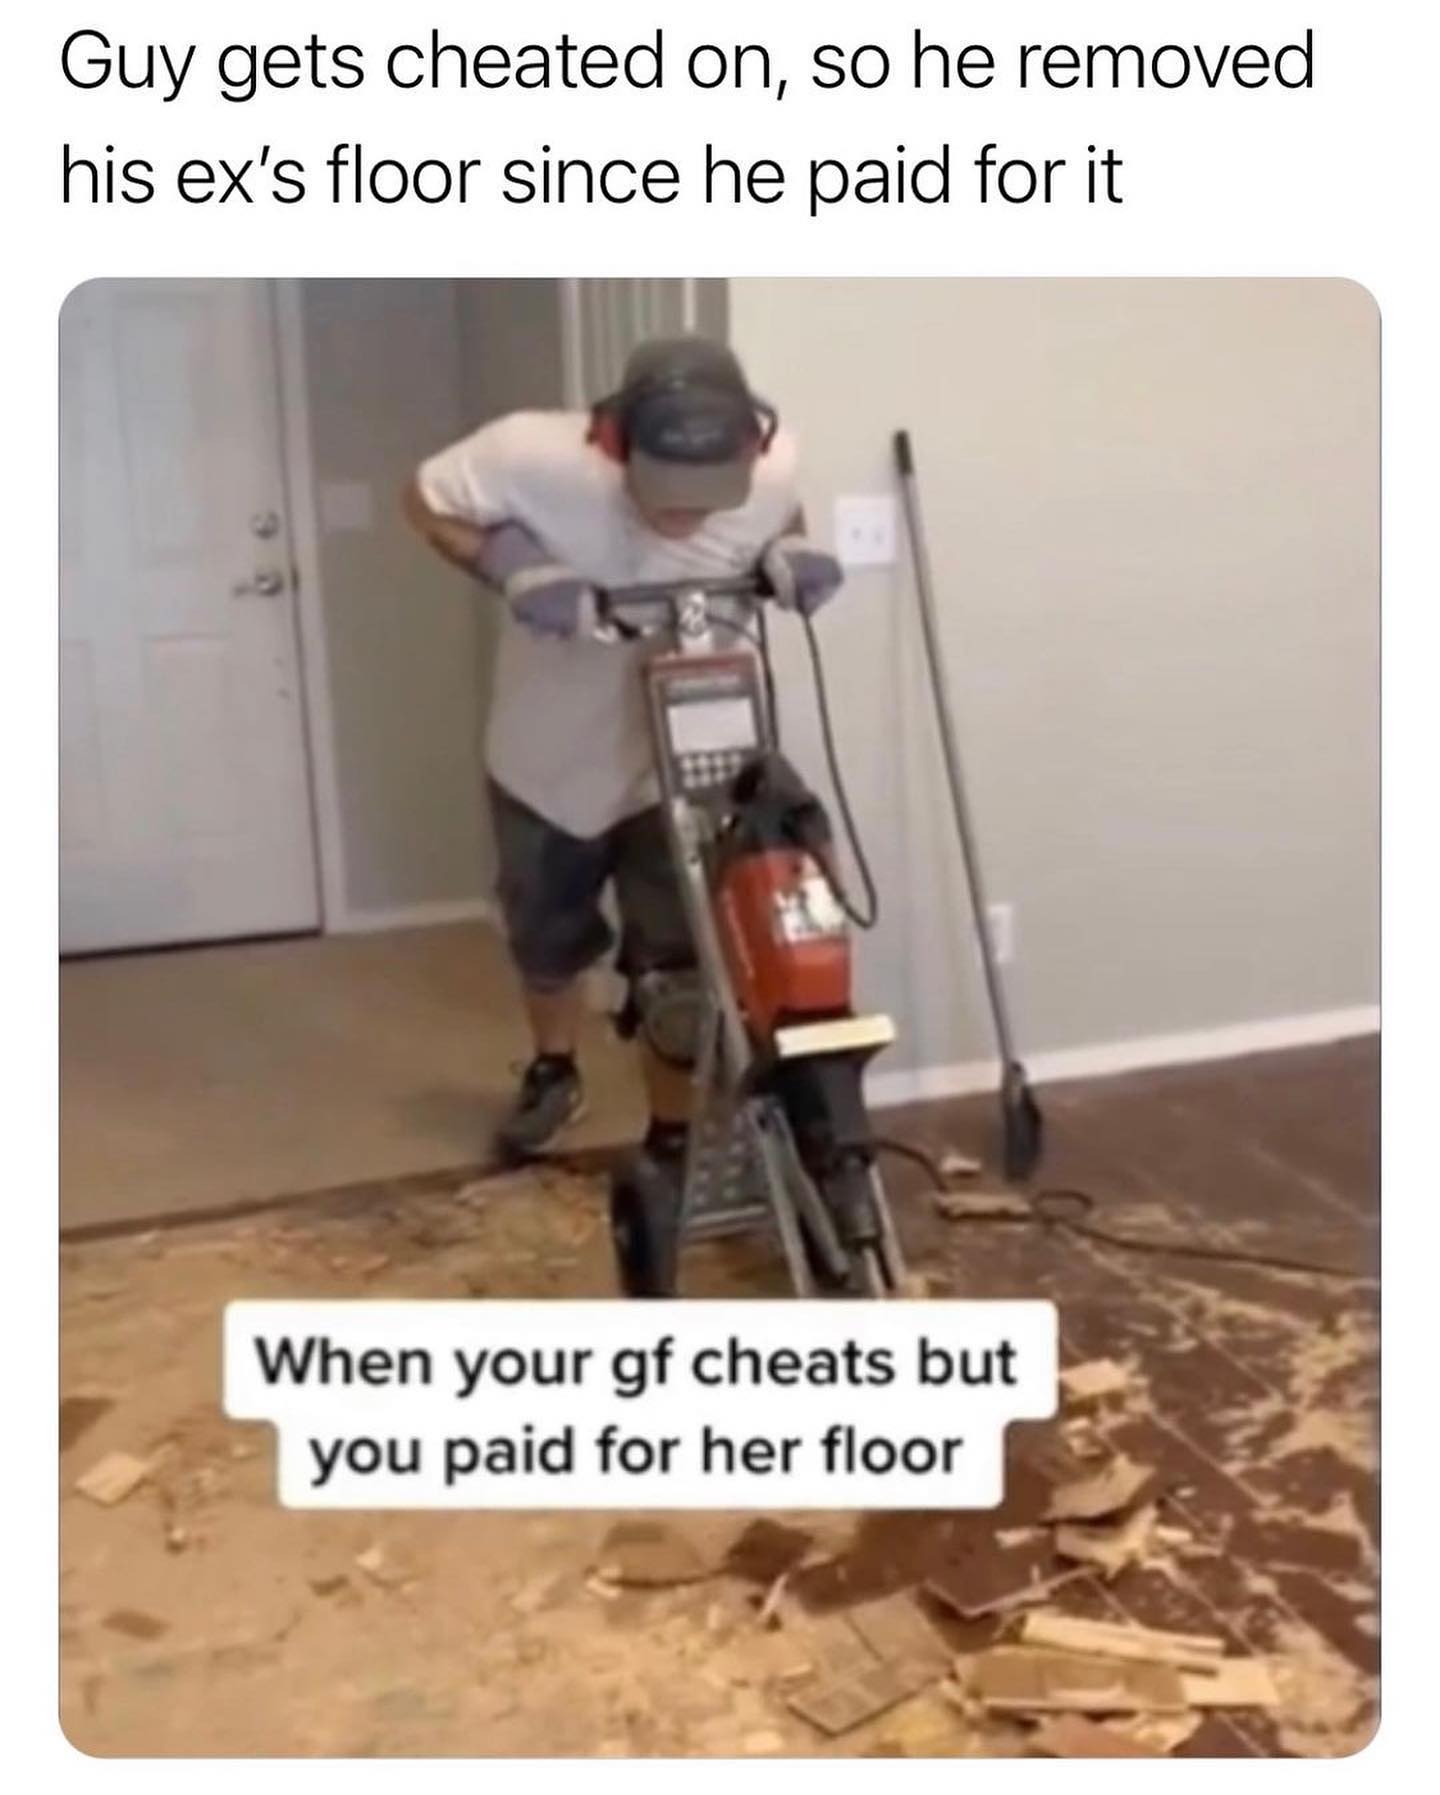 Guy gets cheated on, so he removed
his ex’s floor since he paid for it
When your gf cheats but
you paid for her floor